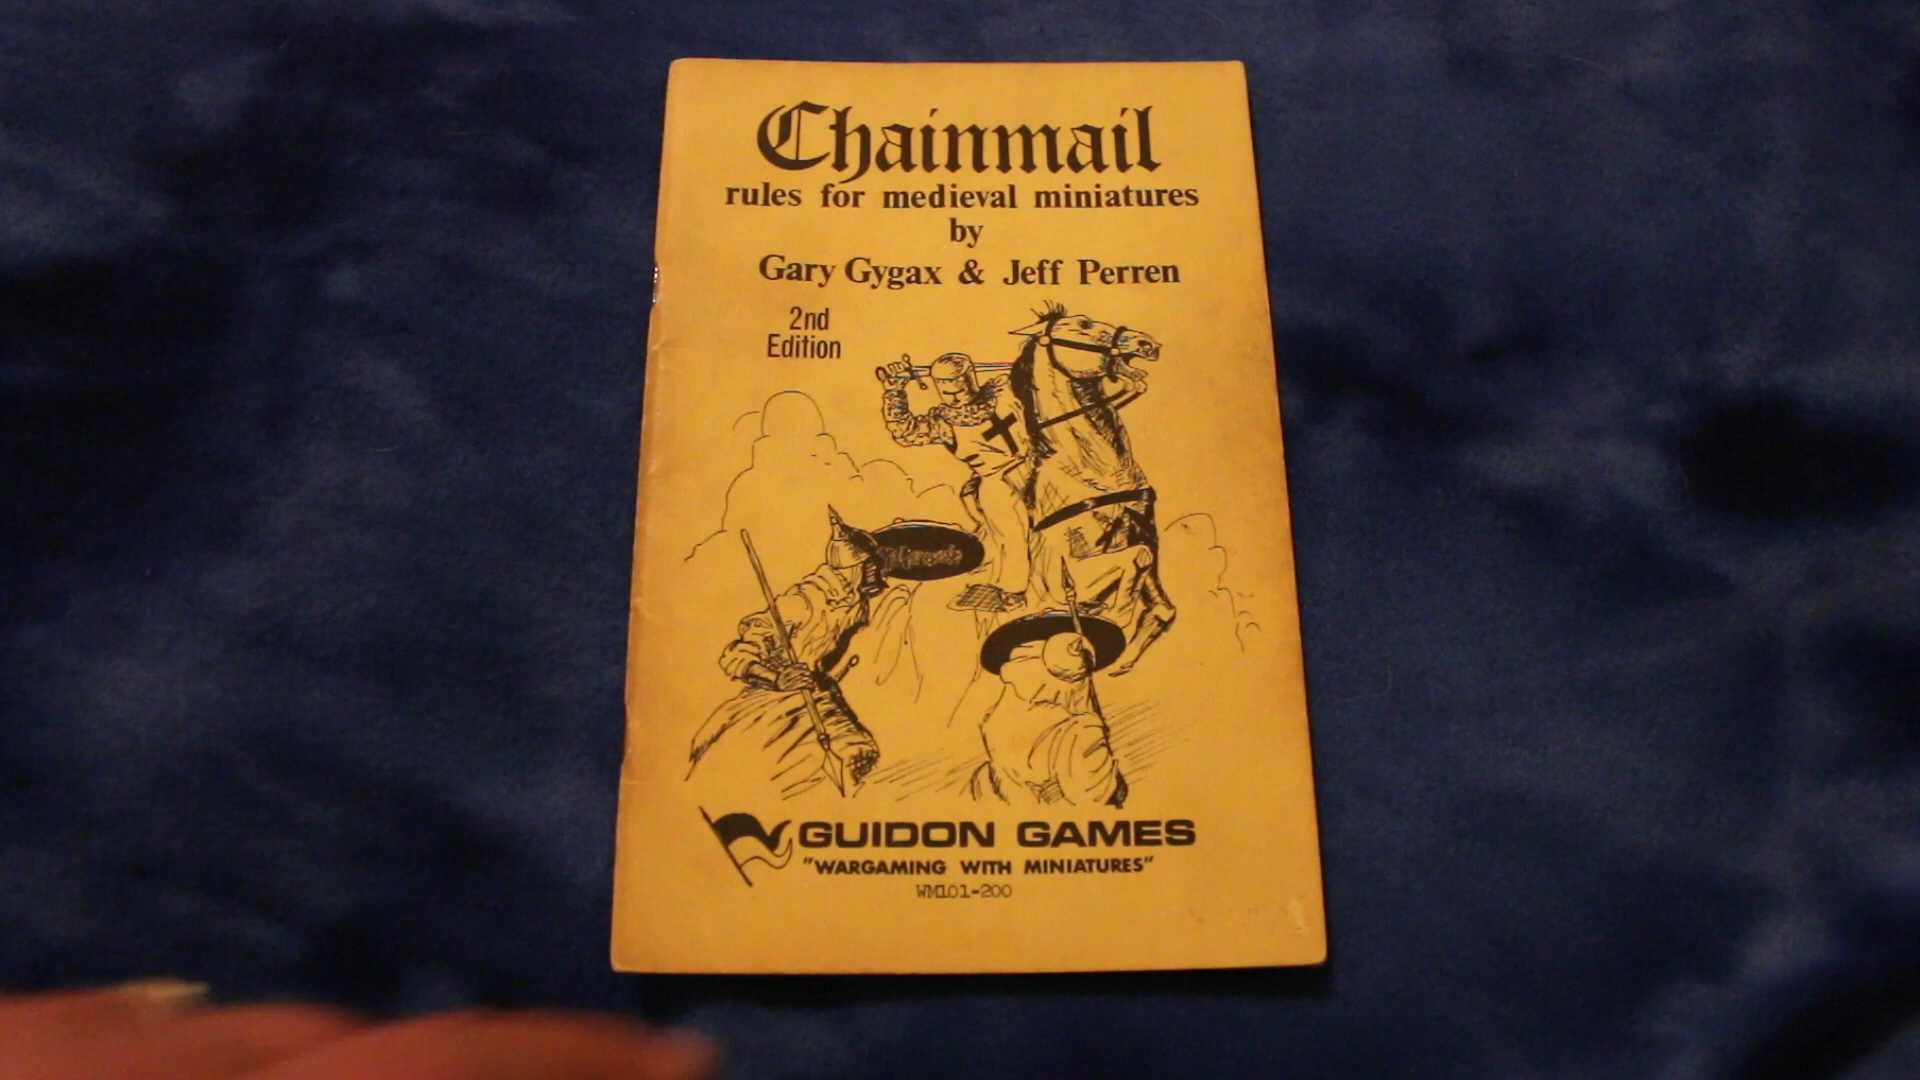 Chainmail
rules for medieval miniatures
by
Gary Gygax & Jeff Perren
2nd
Edition
GUIDON GAMES
"WARGAMING WITH MINIATURES"
WM101-200